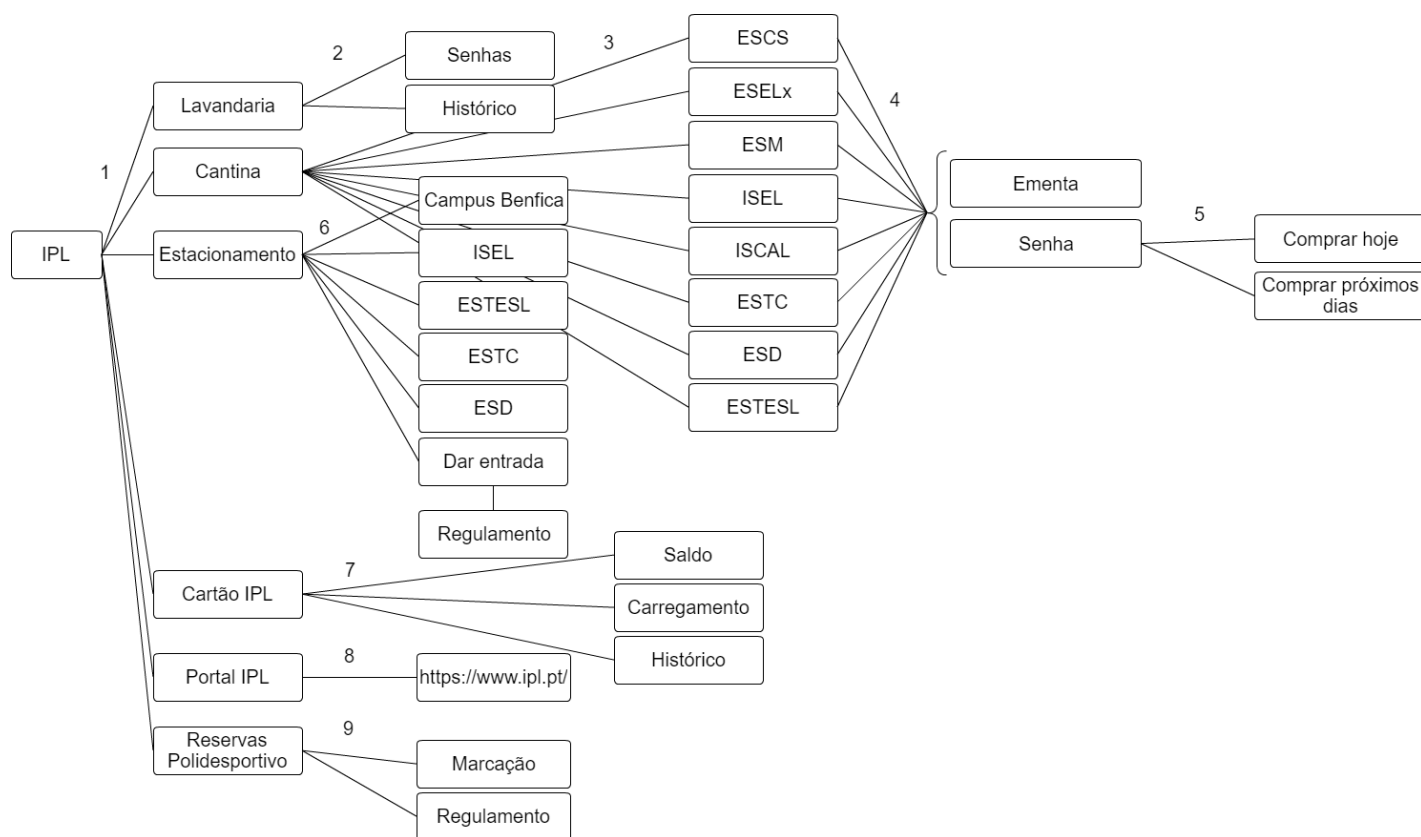 IPL
1
Lavandaria
Cantina
Estacionamento
Cartão IPL
Portal IPL
Reservas
Polidesportivo
2
Senhas
Histórico
3
ESCS
ESELx
ESM
ISEL
ISCAL
ESTC
ESD
ESTESL
4
Ementa
Senha
5
Comprar hoje
Comprar próximos
dias
6
Campus Benfica
ISEL
ESTESL
ESTC
ESD
Dar entrada
Regulamento
7
Saldo
Carregamento
Histórico
8
https://www.ipl.pt/
9
Marcação
Regulamento